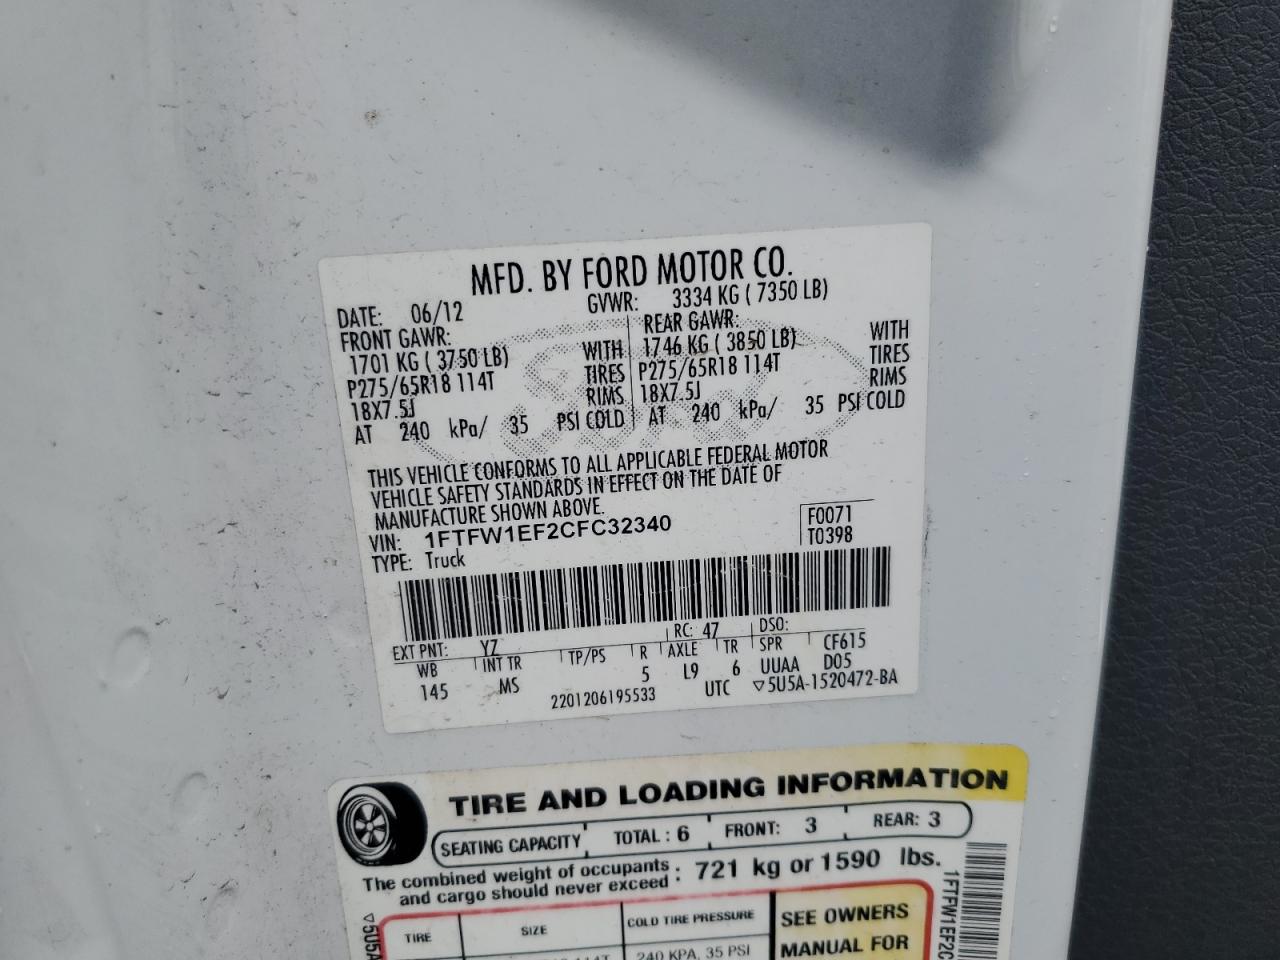 MFD. BY FORD MOTOR CO.
DATE: 06/12 GVWR: 3334 KG ( 7350 LB)
FRONT GAWR: REAR GAWR:
1701 KG ( 3750 LB) WITH 1746 KG ( 3850 LB) WITH
P275/65R18 114T TIRES P275/65R18 114T TIRES
18X7.5J RIMS 18X7.5J RIMS
AT 240 kPa/ 35 PSI COLD AT 240 kPa/ 35 PSI COLD
THIS VEHICLE CONFORMS TO ALL APPLICABLE FEDERAL MOTOR
VEHICLE SAFETY STANDARDS IN EFFECT ON THE DATE OF
MANUFACTURE SHOWN ABOVE.
VIN: 1FTFW1EF2CFC32340 F0071
TYPE: Truck T0398
EXT PNT: YZ RC: 47 DSO:
WB INT TR TP/PS R AXLE TR SPR CF615
145 MS 5 L9 6 UUAA D05
2201206195533 UTC ▽5U5A-1520472-BA
TIRE AND LOADING INFORMATION
SEATING CAPACITY TOTAL : 6 FRONT: 3 REAR: 3
The combined weight of occupants
and cargo should never exceed : 721 kg or 1590 lbs.
TIRE SIZE COLD TIRE PRESSURE SEE OWNERS
MANUAL FOR
240 KPA, 35 PSI
▽5U5A
1FTFW1EF2C